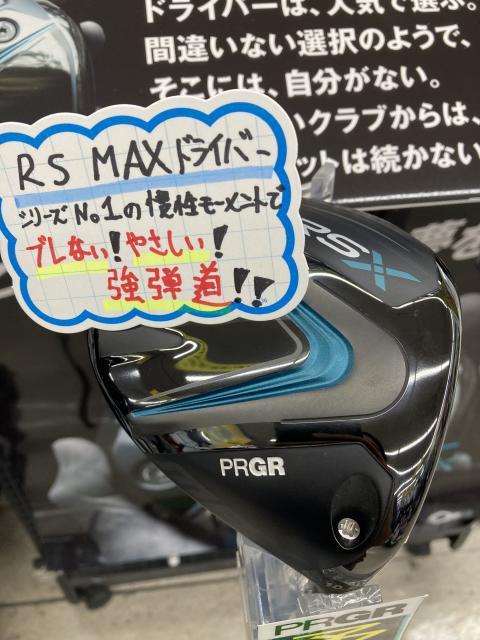 ドライバーは、人気で選ぶ。
間違いない選択のようで、
そこには、自分がない。
いクラブからは、
ットは続かない
RS MAXドライバー
シリーズNo.1の慣性モーメントで
ブレない!やさしい!
強弾道!!
RSX
PRGR
PRGR